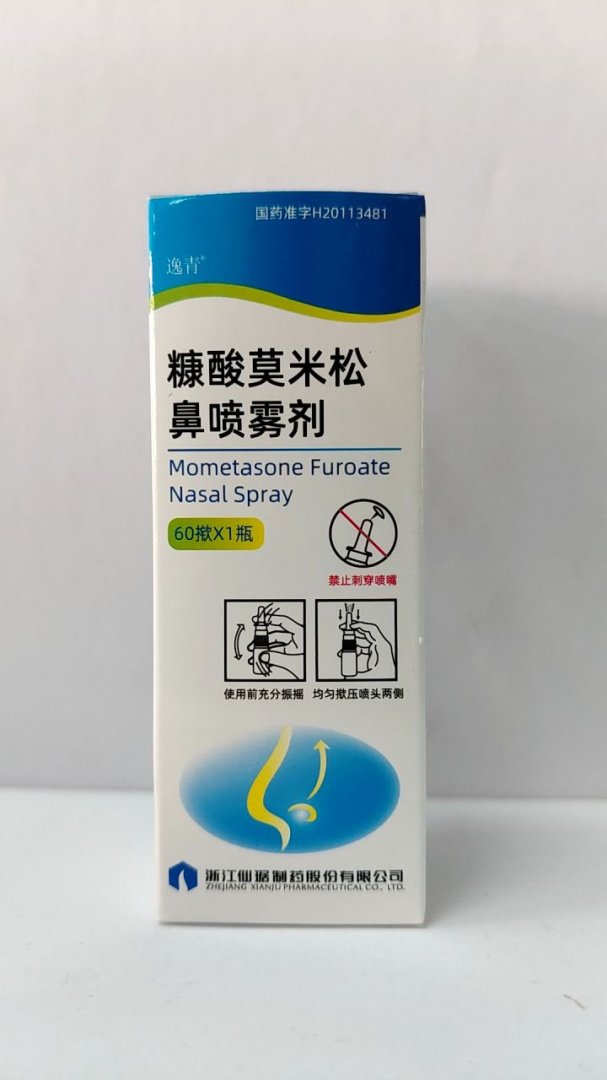 国药准字H20113481
逸青®
糠酸莫米松
鼻喷雾剂
Mometasone Furoate
Nasal Spray
60揿X1瓶
禁止刺穿喷嘴
使用前充分振摇 均匀揿压喷头两侧
浙江仙琚制药股份有限公司
ZHEJIANG XIANJU PHARMACEUTICAL CO., LTD.